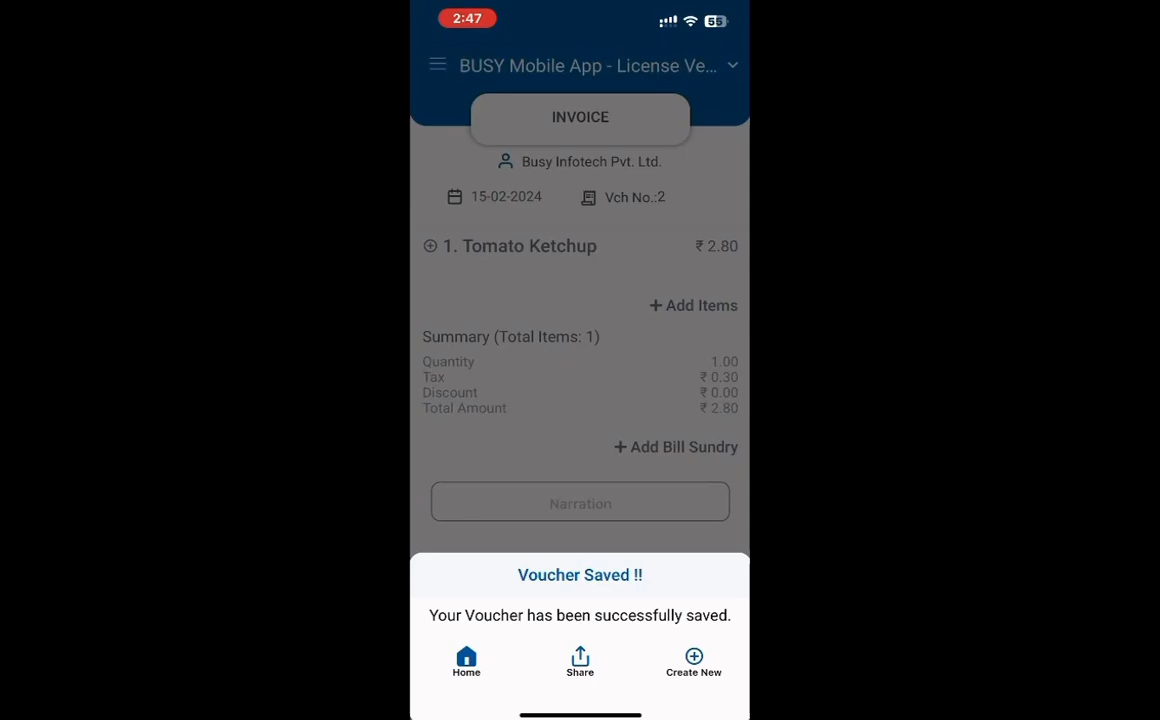 2:47
55
BUSY Mobile App - License Ve...
INVOICE
Busy Infotech Pvt. Ltd.
15-02-2024 Vch No.:2
1. Tomato Ketchup ₹ 2.80
+ Add Items
Summary (Total Items: 1)
Quantity 1.00
Tax ₹ 0.30
Discount ₹ 0.00
Total Amount ₹ 2.80
+ Add Bill Sundry
Narration
Voucher Saved !!
Your Voucher has been successfully saved.
Home Share Create New